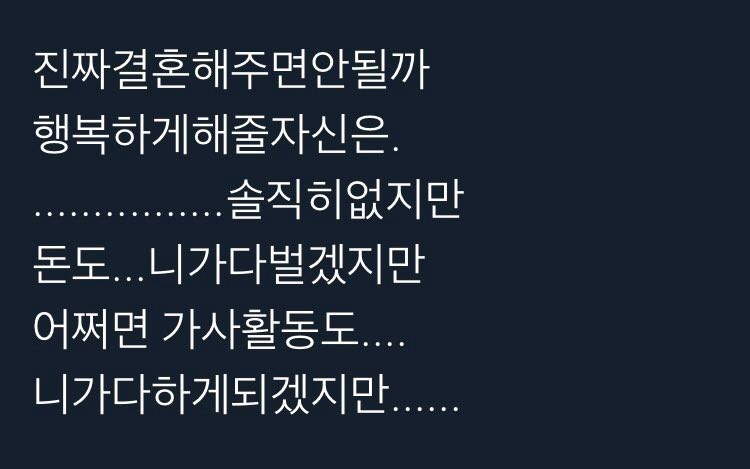 진짜결혼해주면안될까
행복하게해줄자신은.
................솔직히없지만
돈도...니가다벌겠지만
어쩌면 가사활동도....
니가다하게되겠지만......